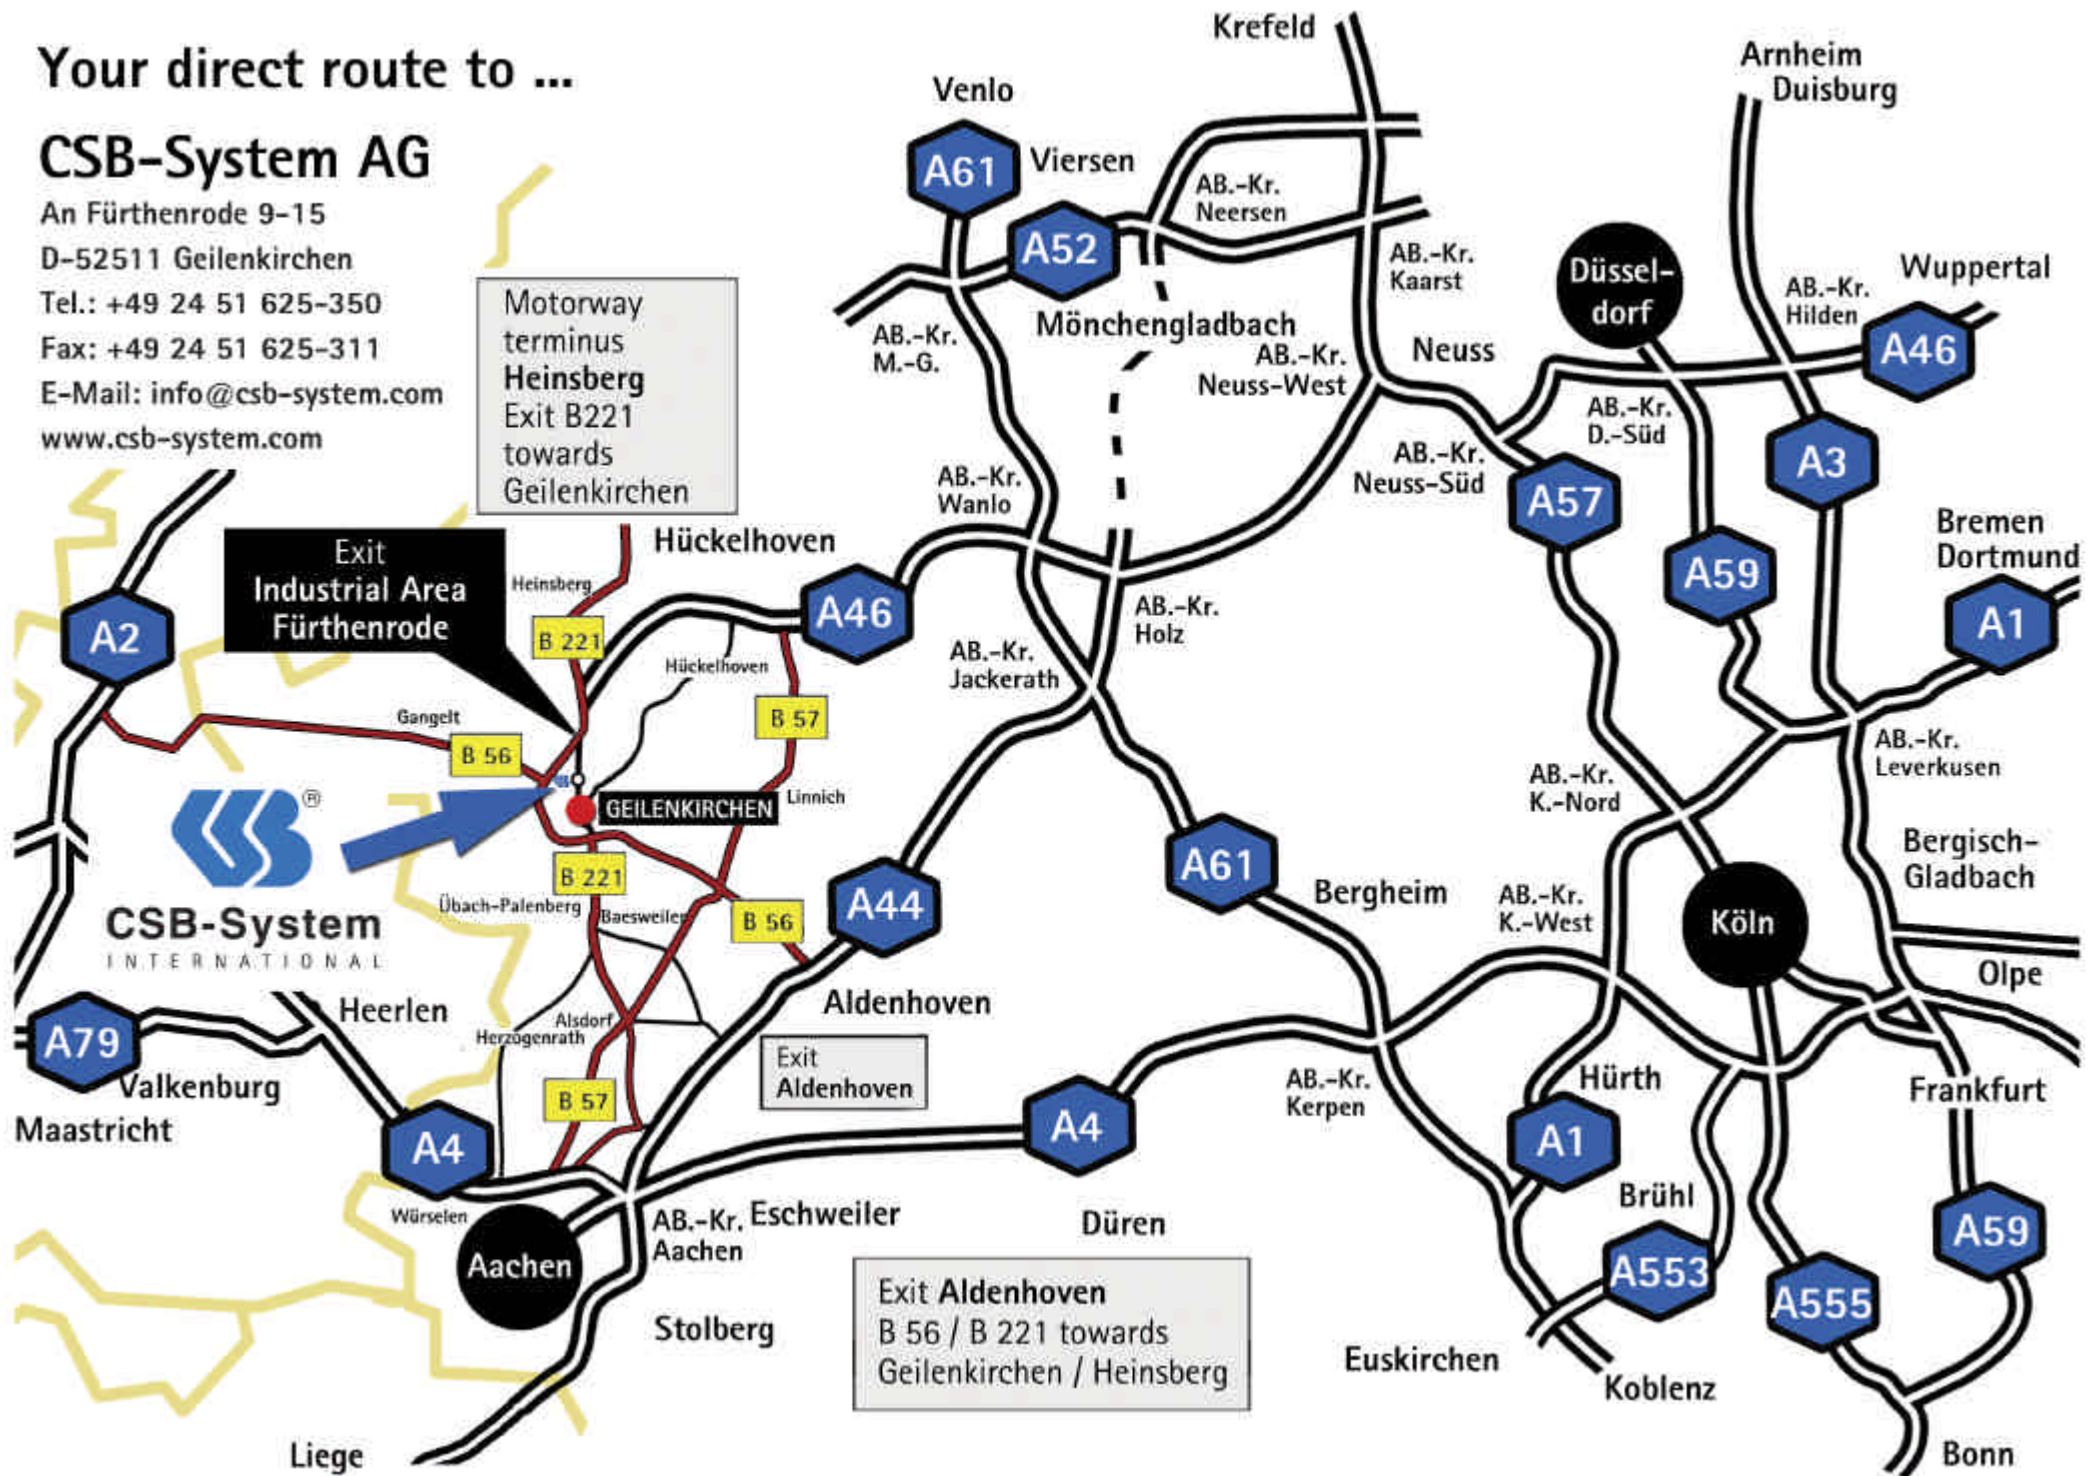 Your direct route to ...
CSB-System AG
An Fürthenrode 9-15
D-52511 Geilenkirchen
Tel.: +49 24 51 625-350
Fax: +49 24 51 625-311
E-Mail: info@csb-system.com
www.csb-system.com
Motorway
terminus
Heinsberg
Exit B221
towards
Geilenkirchen
Exit
Industrial Area
Fürthenrode
Krefeld
Arnheim
Duisburg
Venlo
A61
Viersen
A52
AB.-Kr.
Neersen
AB.-Kr.
Kaarst
Düssel-
dorf
AB.-Kr.
Hilden
Wuppertal
A46
AB.-Kr.
M.-G.
Mönchengladbach
AB.-Kr.
Neuss-West
Neuss
AB.-Kr.
D.-Süd
A3
AB.-Kr.
Neuss-Süd
A57
AB.-Kr.
Wanlo
Bremen
Dortmund
Hückelhoven
Heinsberg
B 221
A46
A59
A1
A2
AB.-Kr.
Holz
AB.-Kr.
Jackerath
Hückelhoven
Gangelt
B 56
B 57
AB.-Kr.
Leverkusen
AB.-Kr.
K.-Nord
®
CSB-System
INTERNATIONAL
GEILENKIRCHEN
Linnich
B 221
Übach-Palenberg
Baesweiler
B 56
A44
A61
Bergheim
AB.-Kr.
K.-West
Köln
Bergisch-
Gladbach
Olpe
A79
Heerlen
Valkenburg
Maastricht
Alsdorf
Herzogenrath
Aldenhoven
Exit
Aldenhoven
B 57
A4
A4
AB.-Kr.
Kerpen
Hürth
A1
Frankfurt
Würselen
Aachen
AB.-Kr.
Aachen
Eschweiler
Düren
Brühl
A553
A555
A59
Stolberg
Exit Aldenhoven
B 56 / B 221 towards
Geilenkirchen / Heinsberg
Euskirchen
Koblenz
Liege
Bonn